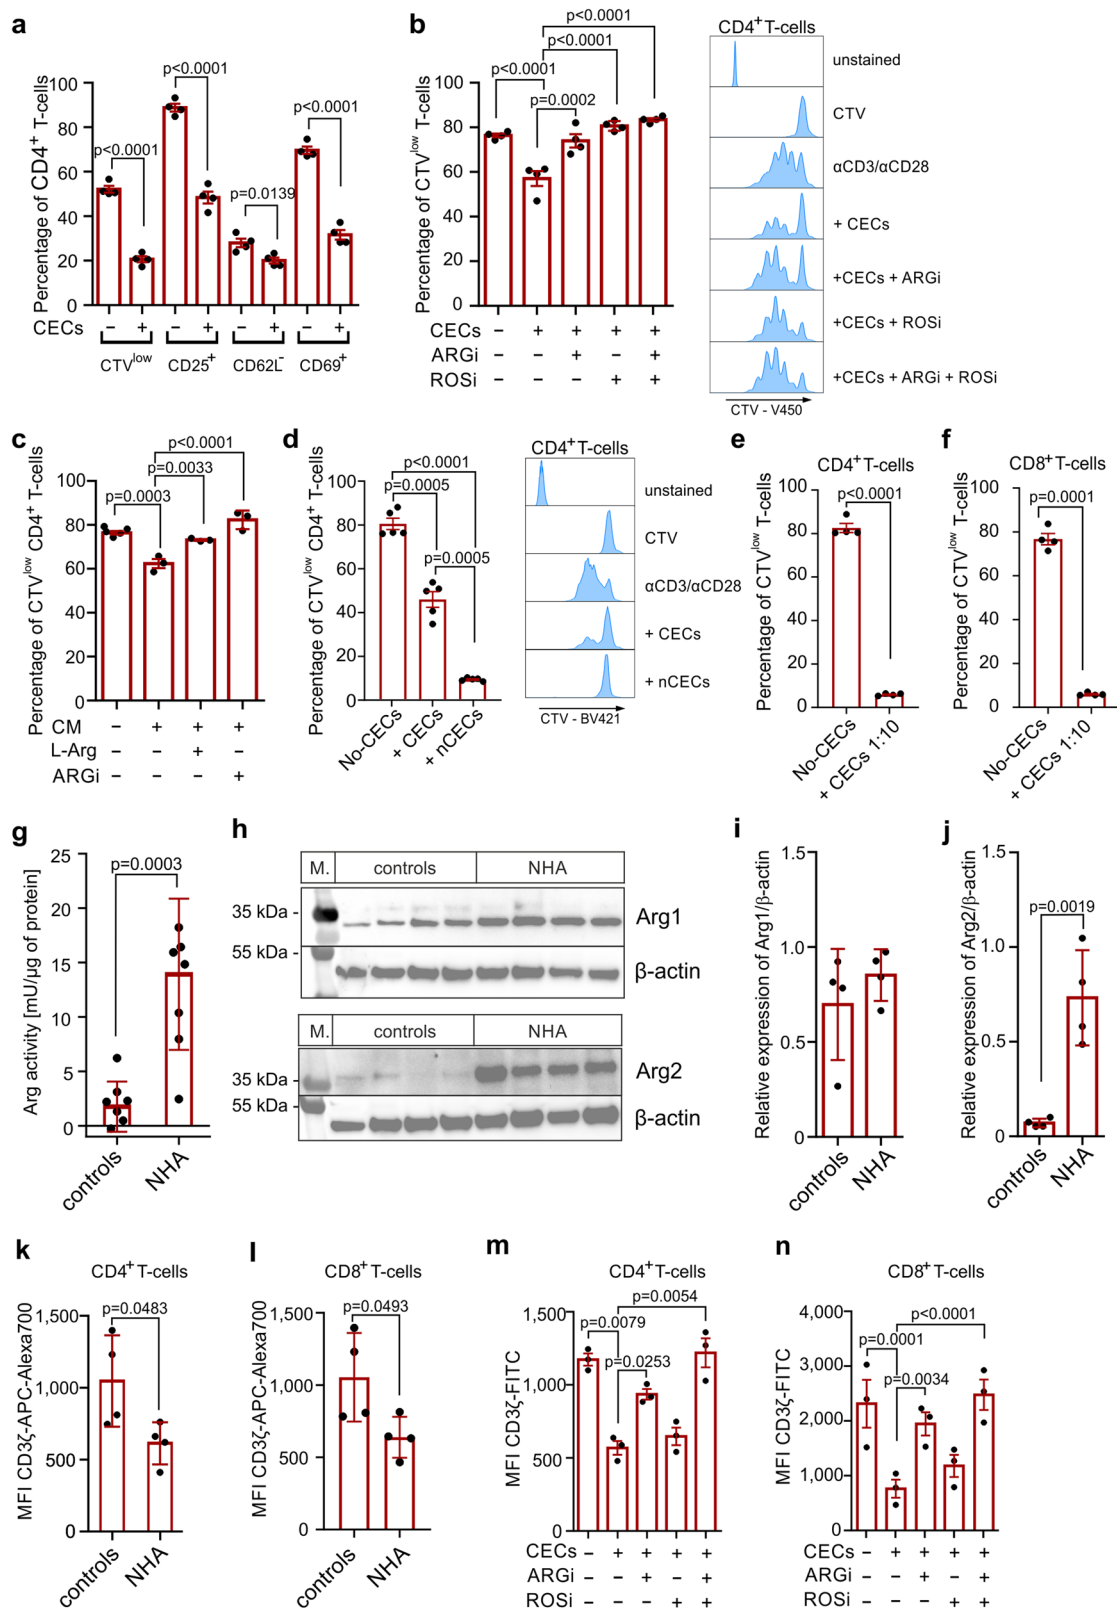 a
p<0.0001
p<0.0001
p<0.0001
p=0.0139
Percentage of CD4+ T-cells
100
80
60
40
20
0
CECs – + – + – + – +
CTVlow CD25+ CD62L- CD69+
b
p<0.0001
p<0.0001
p<0.0001
p=0.0002
Percentage of CTVlow T-cells
100
80
60
40
20
0
CECs – + + + +
ARGi – – + – +
ROSi – – – + +
CD4+ T-cells
unstained
CTV
αCD3/αCD28
+ CECs
+CECs + ARGi
+CECs + ROSi
+CECs + ARGi + ROSi
CTV - V450
c
p<0.0001
p=0.0033
p=0.0003
Percentage of CTVlow CD4+ T-cells
100
80
60
40
20
0
CM – + + +
L-Arg – – + –
ARGi – – – +
d
p<0.0001
p=0.0005
p=0.0005
Percentage of CTVlow CD4+ T-cells
100
80
60
40
20
0
No-CECs
+ CECs
+ nCECs
CD4+ T-cells
unstained
CTV
αCD3/αCD28
+ CECs
+ nCECs
CTV - BV421
e
CD4+ T-cells
p<0.0001
Percentage of CTVlow T-cells
100
80
60
40
20
0
No-CECs
+ CECs 1:10
f
CD8+ T-cells
p=0.0001
Percentage of CTVlow T-cells
100
80
60
40
20
0
No-CECs
+ CECs 1:10
g
p=0.0003
Arg activity [mU/µg of protein]
25
20
15
10
5
0
controls
NHA
h
M. controls NHA
35 kDa -
Arg1
55 kDa -
β-actin
M. controls NHA
35 kDa -
Arg2
55 kDa -
β-actin
i
Relative expression of Arg1/β-actin
1.5
1.0
0.5
0
controls
NHA
j
p=0.0019
Relative expression of Arg2/β-actin
1.5
1.0
0.5
0
controls
NHA
k
CD4+ T-cells
p=0.0483
MFI CD3ζ-APC-Alexa700
1,500
1,000
500
0
controls
NHA
l
CD8+ T-cells
p=0.0493
MFI CD3ζ-APC-Alexa700
1,500
1,000
500
0
controls
NHA
m
CD4+ T-cells
p=0.0054
p=0.0079
p=0.0253
MFI CD3ζ-FITC
1,500
1,000
500
0
CECs – + + + +
ARGi – – + – +
ROSi – – – + +
n
CD8+ T-cells
p<0.0001
p=0.0001
p=0.0034
MFI CD3ζ-FITC
4,000
3,000
2,000
1,000
0
CECs – + + + +
ARGi – – + – +
ROSi – – – + +